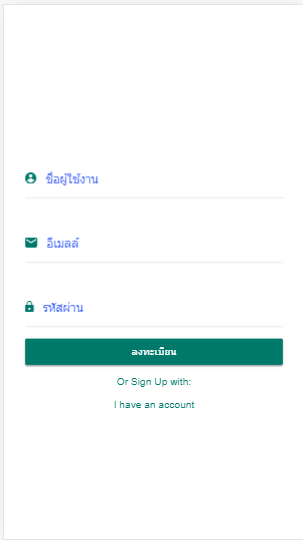 ชื่อผู้ใช้งาน
อีเมลล์
รหัสผ่าน
ลงทะเบียน
Or Sign Up with:
I have an account